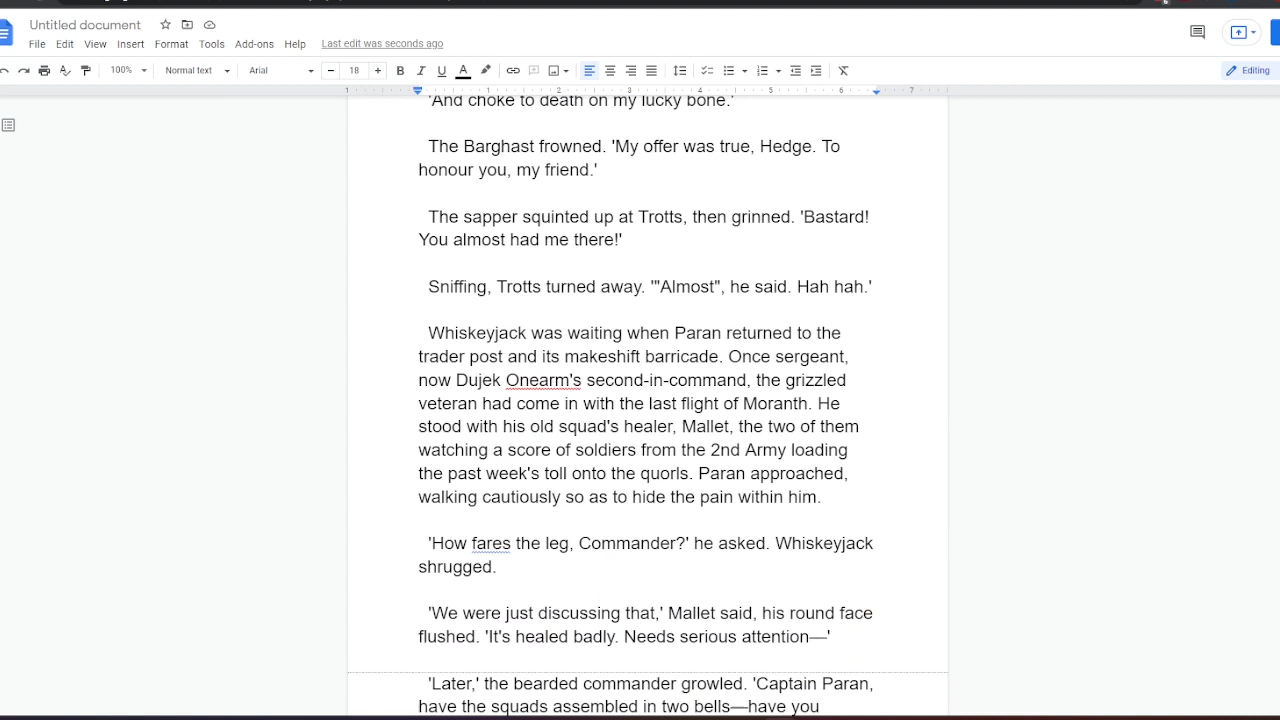 Untitled document
File Edit View Insert Format Tools Add-ons Help Last edit was seconds ago
100% Normal text Arial 18 B I U A Editing
1 1 2 3 4 5 6 7
'And choke to death on my lucky bone.'
The Barghast frowned. 'My offer was true, Hedge. To
honour you, my friend.'
The sapper squinted up at Trotts, then grinned. 'Bastard!
You almost had me there!'
Sniffing, Trotts turned away. '"Almost", he said. Hah hah.'
Whiskeyjack was waiting when Paran returned to the
trader post and its makeshift barricade. Once sergeant,
now Dujek Onearm's second-in-command, the grizzled
veteran had come in with the last flight of Moranth. He
stood with his old squad's healer, Mallet, the two of them
watching a score of soldiers from the 2nd Army loading
the past week's toll onto the quorls. Paran approached,
walking cautiously so as to hide the pain within him.
'How fares the leg, Commander?' he asked. Whiskeyjack
shrugged.
'We were just discussing that,' Mallet said, his round face
flushed. 'It's healed badly. Needs serious attention—'
'Later,' the bearded commander growled. 'Captain Paran,
have the squads assembled in two bells—have you